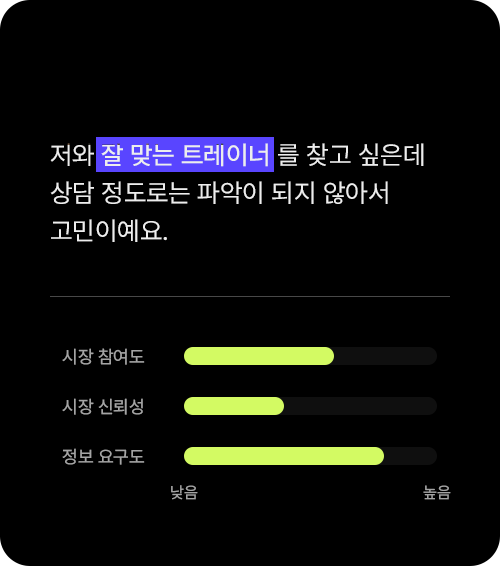 저와 잘 맞는 트레이너 를 찾고 싶은데
상담 정도로는 파악이 되지 않아서
고민이예요.
시장 참여도
시장 신뢰성
정보 요구도
낮음 높음